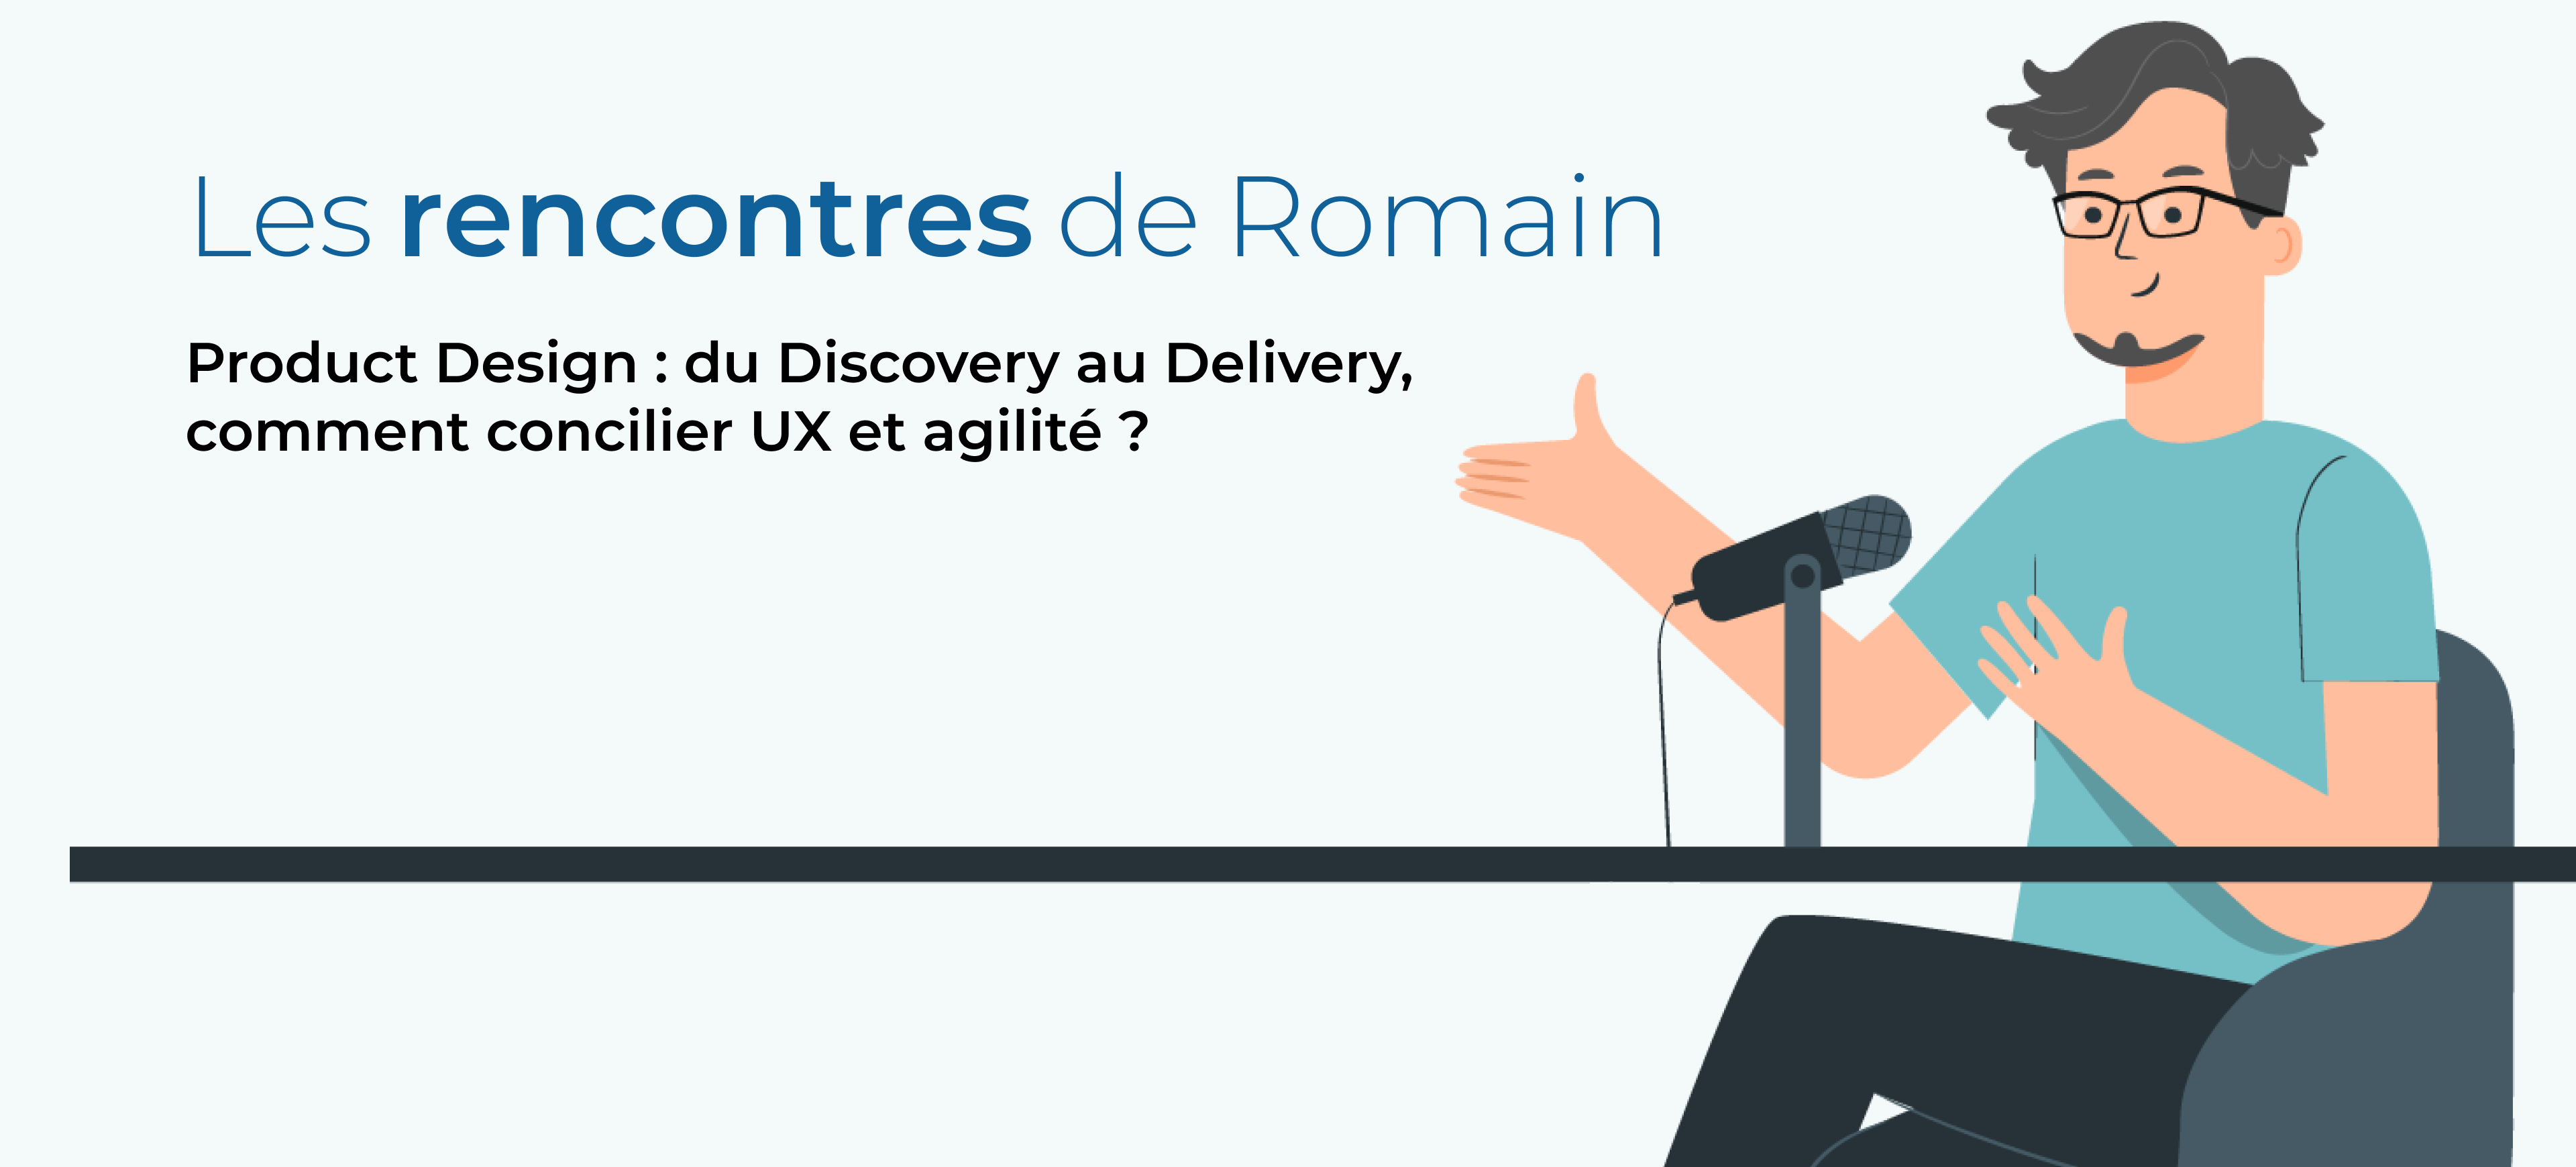 Les rencontres de Romain
Product Design : du Discovery au Delivery,
comment concilier UX et agilité ?